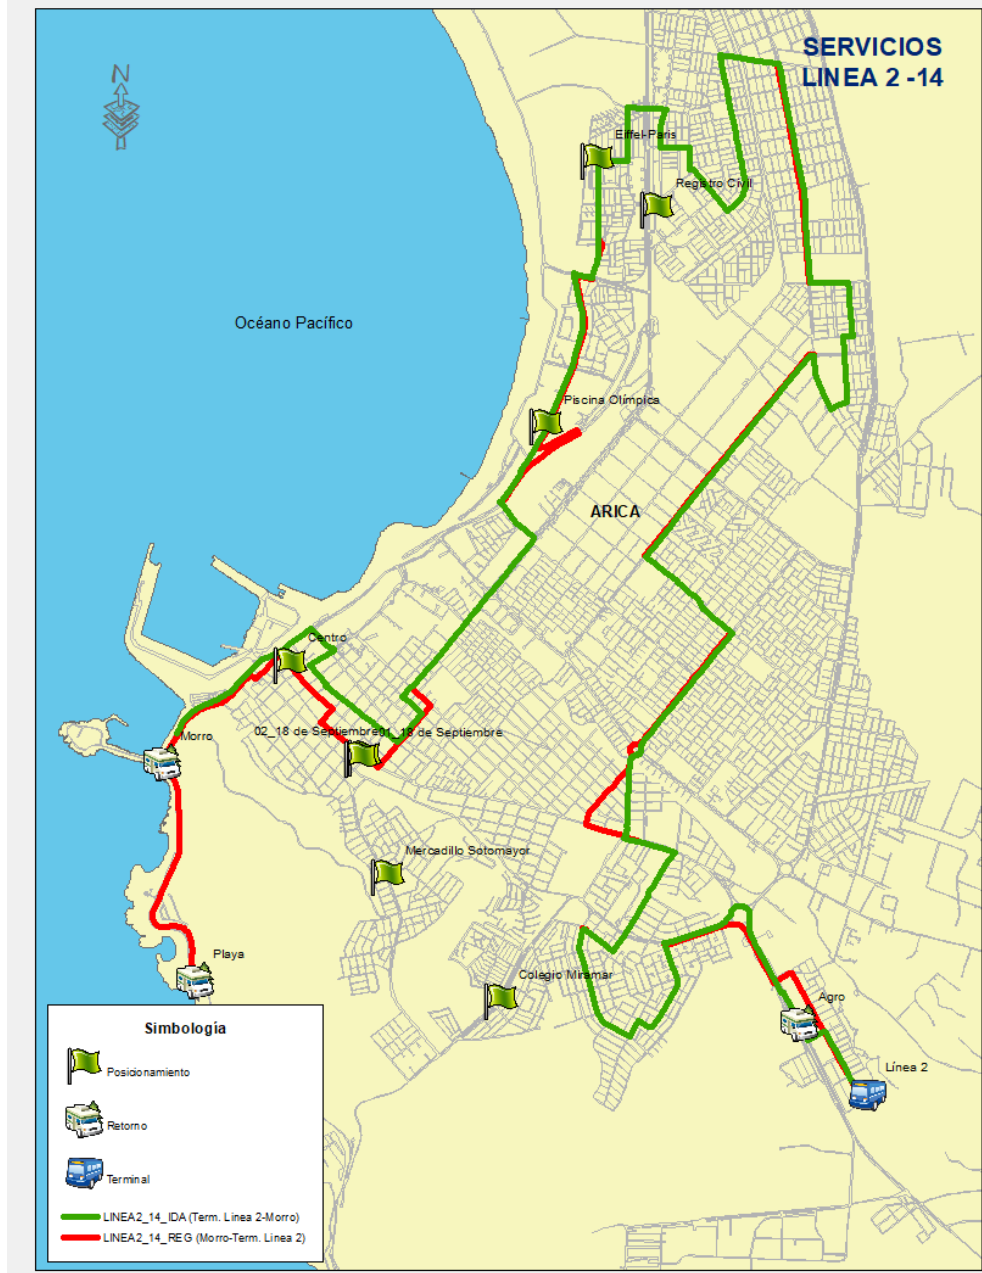 SERVICIOS
LINEA 2 -14
N
Eiffel-Paris
Registro Civil
Océano Pacífico
Piscina Olímpica
ARICA
Centro
02_18 de Septiembre
01_18 de Septiembre
Morro
Mercadillo Sotomayor
Playa
Colegio Miramar
Agro
Línea 2
Simbología
Posicionamiento
Retorno
Terminal
LINEA2_14_IDA (Term. Linea 2-Morro)
LINEA2_14_REG (Morro-Term. Linea 2)